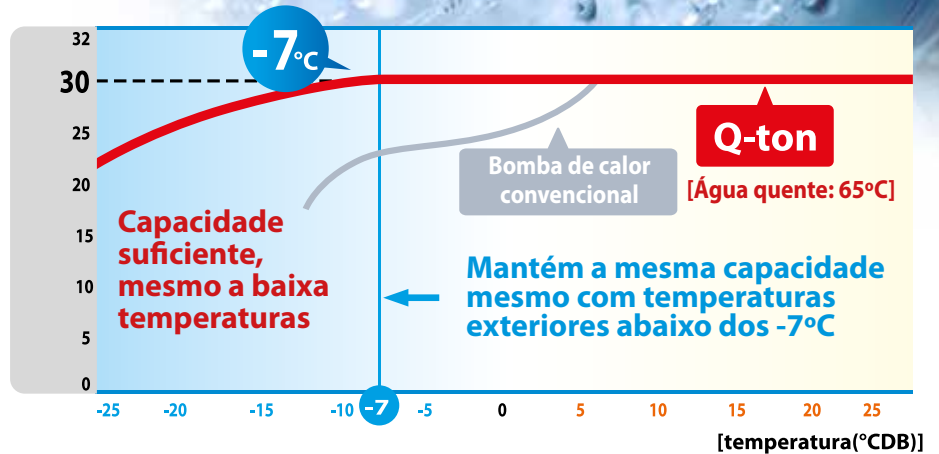 32
30
25
20
15
10
5
0
-7°C
Q-ton
[Água quente: 65ºC]
Bomba de calor
convencional
Capacidade
suficiente,
mesmo a baixa
temperaturas
Mantém a mesma capacidade
mesmo com temperaturas
exteriores abaixo dos -7ºC
-25 -20 -15 -10 -7 -5 0 5 10 15 20 25
[temperatura(°CDB)]